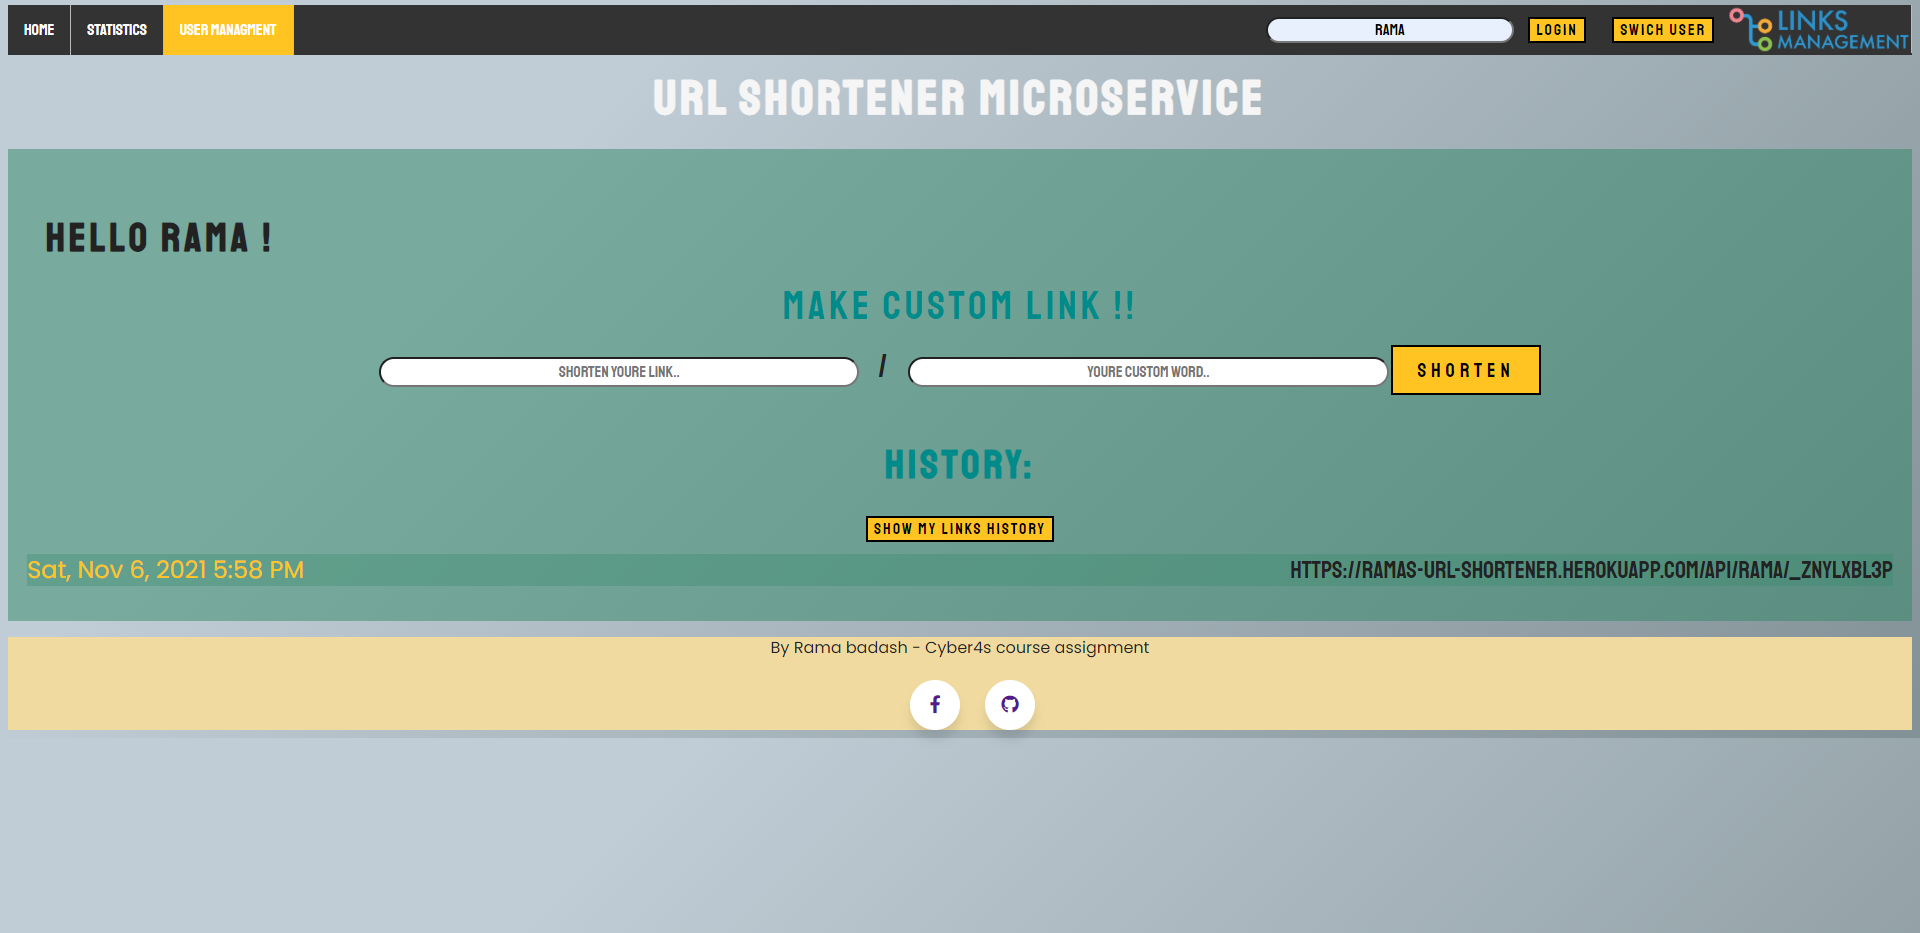 HOME STATISTICS USER MANAGMENT RAMA LOGIN SWICH USER LINKS MANAGEMENT
URL SHORTENER MICROSERVICE
HELLO RAMA !
MAKE CUSTOM LINK !!
SHORTEN YOURE LINK.. / YOURE CUSTOM WORD.. SHORTEN
HISTORY:
SHOW MY LINKS HISTORY
Sat, Nov 6, 2021 5:58 PM HTTPS://RAMAS-URL-SHORTENER.HEROKUAPP.COM/API/RAMA/_ZNYLXBL3P
By Rama badash - Cyber4s course assignment